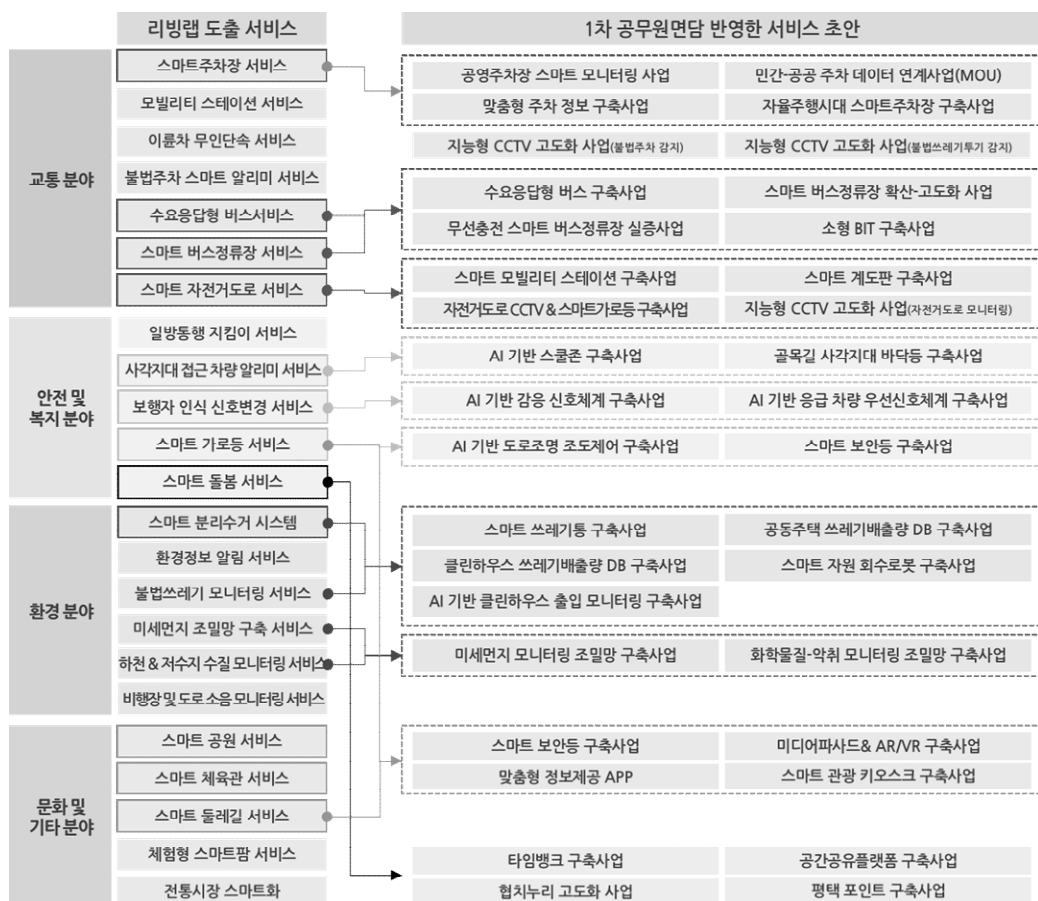 리빙랩 도출 서비스
1차 공무원면담 반영한 서비스 초안
교통 분야
스마트주차장 서비스
모빌리티 스테이션 서비스
이륜차 무인단속 서비스
불법주차 스마트 알리미 서비스
수요응답형 버스서비스
스마트 버스정류장 서비스
스마트 자전거도로 서비스
공영주차장 스마트 모니터링 사업
민간-공공 주차 데이터 연계사업(MOU)
맞춤형 주차 정보 구축사업
자율주행시대 스마트주차장 구축사업
지능형 CCTV 고도화 사업(불법주차 감지)
지능형 CCTV 고도화 사업(불법쓰레기투기 감지)
수요응답형 버스 구축사업
스마트 버스정류장 확산-고도화 사업
무선충전 스마트 버스정류장 실증사업
소형 BIT 구축사업
스마트 모빌리티 스테이션 구축사업
스마트 계도판 구축사업
자전거도로 CCTV & 스마트가로등 구축사업
지능형 CCTV 고도화 사업(자전거도로 모니터링)
안전 및
복지 분야
일방통행 지킴이 서비스
사각지대 접근 차량 알리미 서비스
보행자 인식 신호변경 서비스
스마트 가로등 서비스
스마트 돌봄 서비스
AI 기반 스쿨존 구축사업
골목길 사각지대 바닥등 구축사업
AI 기반 감응 신호체계 구축사업
AI 기반 응급 차량 우선신호체계 구축사업
AI 기반 도로조명 조도제어 구축사업
스마트 보안등 구축사업
환경 분야
스마트 분리수거 시스템
환경정보 알림 서비스
불법쓰레기 모니터링 서비스
미세먼지 조밀망 구축 서비스
하천 & 저수지 수질 모니터링 서비스
비행장 및 도로 소음 모니터링 서비스
스마트 쓰레기통 구축사업
공동주택 쓰레기배출량 DB 구축사업
클린하우스 쓰레기배출량 DB 구축사업
스마트 자원 회수로봇 구축사업
AI 기반 클린하우스 출입 모니터링 구축사업
미세먼지 모니터링 조밀망 구축사업
화학물질-악취 모니터링 조밀망 구축사업
문화 및
기타 분야
스마트 공원 서비스
스마트 체육관 서비스
스마트 둘레길 서비스
체험형 스마트팜 서비스
전통시장 스마트화
스마트 보안등 구축사업
미디어파사드& AR/VR 구축사업
맞춤형 정보제공 APP
스마트 관광 키오스크 구축사업
타임뱅크 구축사업
공간공유플랫폼 구축사업
협치누리 고도화 사업
평택 포인트 구축사업